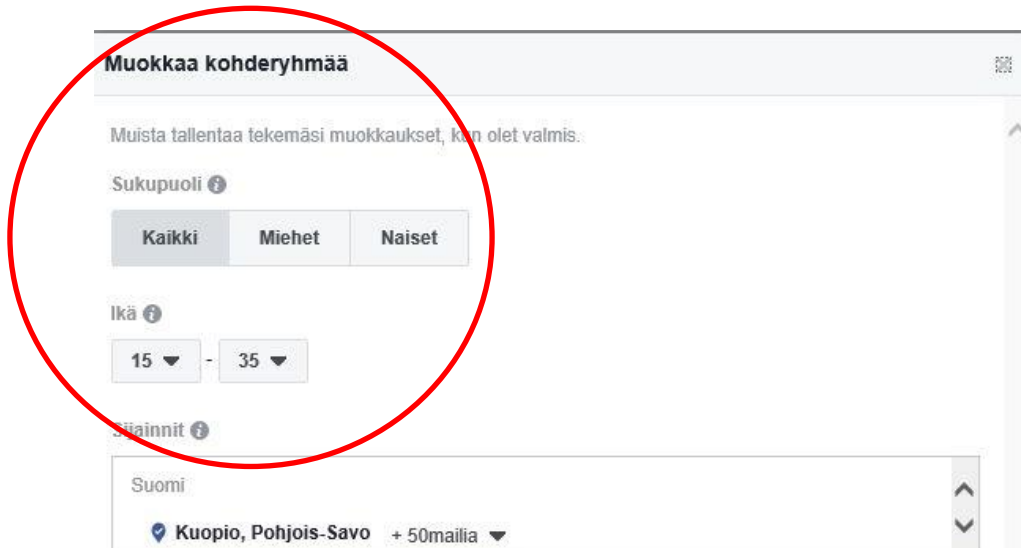 Muokkaa kohderyhmää
Muista tallentaa tekemäsi muokkaukset, kun olet valmis.
Sukupuoli
Kaikki Miehet Naiset
Ikä
15 - 35
Sijainnit
Suomi
Kuopio, Pohjois-Savo + 50mailia